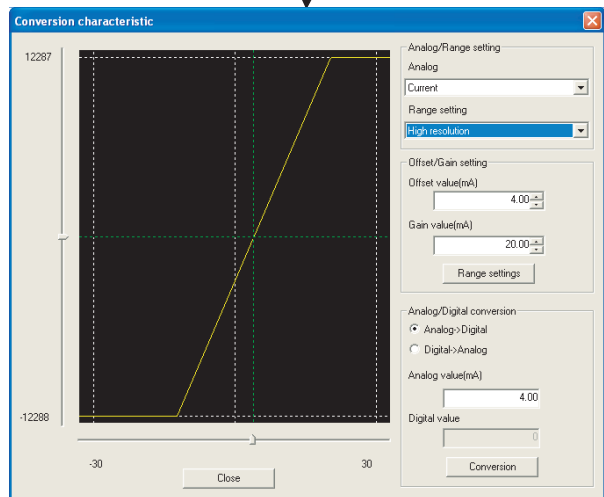 Conversion characteristic
12287
-12288
-30
30
Close
Analog/Range setting
Analog
Current
Range setting
High resolution
Offset/Gain setting
Offset value(mA)
4.00
Gain value(mA)
20.00
Range settings
Analog/Digital conversion
Analog->Digital
Digital->Analog
Analog value(mA)
4.00
Digital value
0
Conversion